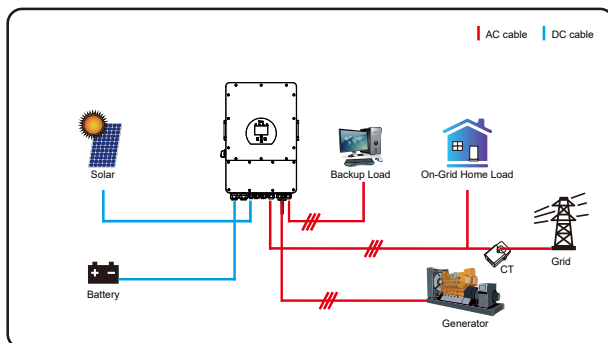 AC cable
DC cable
Solar
Backup Load
On-Grid Home Load
Battery
CT
Grid
Generator